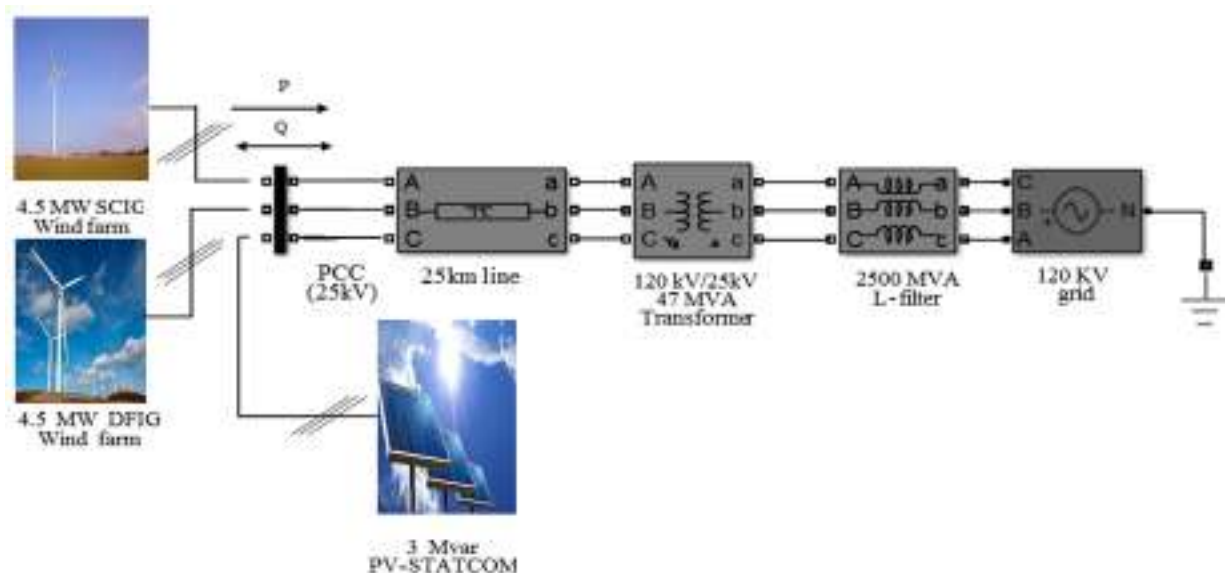 P
Q
4.5 MW SCIG
Wind farm
4.5 MW DFIG
Wind farm
PCC
(25kV)
A
B
C
a
b
c
25km line
A
B
C
a
b
c
120 kV/25kV
47 MVA
Transformer
A
B
C
a
b
c
2500 MVA
L-filter
C
B
A
N
120 KV
grid
3 Mvar
PV-STATCOM